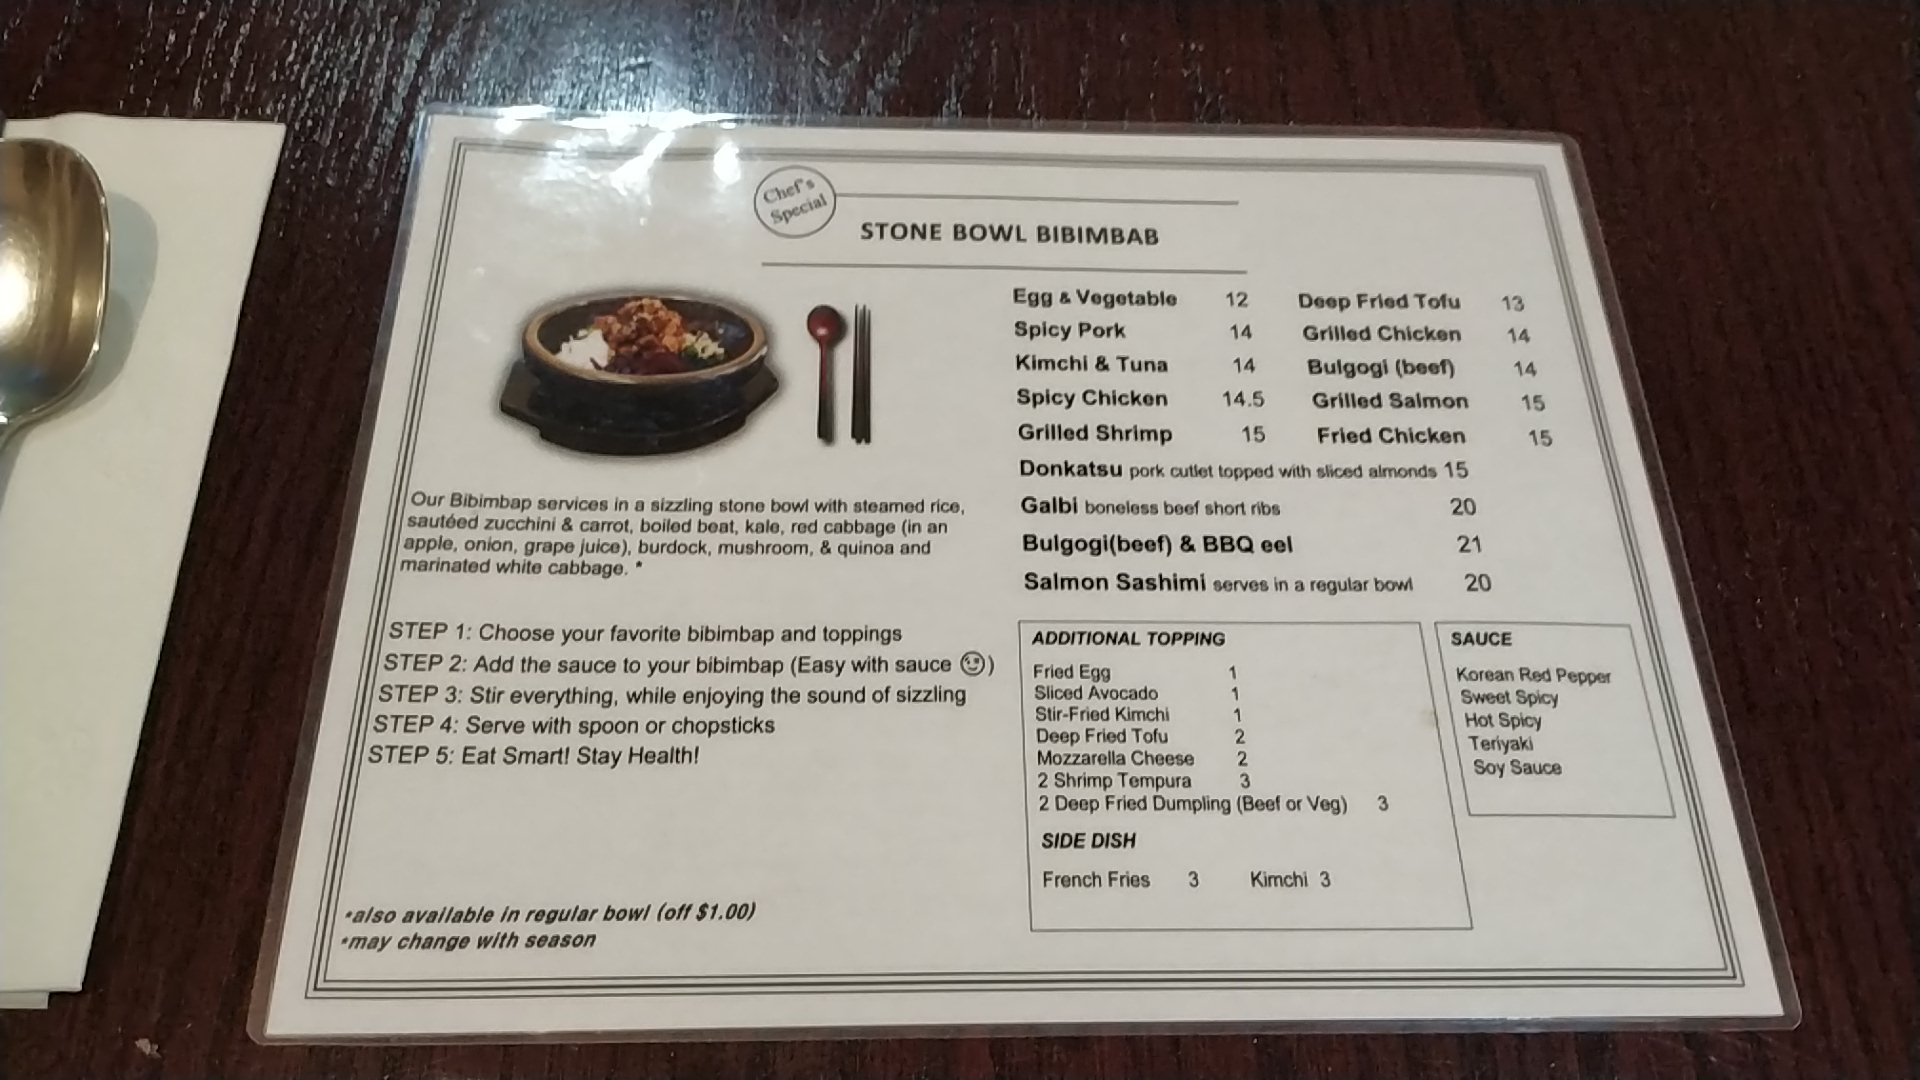 Chef's
Special
STONE BOWL BIBIMBAB
Egg & Vegetable 12 Deep Fried Tofu 13
Spicy Pork 14 Grilled Chicken 14
Kimchi & Tuna 14 Bulgogi (beef) 14
Spicy Chicken 14.5 Grilled Salmon 15
Grilled Shrimp 15 Fried Chicken 15
Donkatsu pork cutlet topped with sliced almonds 15
Galbi boneless beef short ribs 20
Bulgogi(beef) & BBQ eel 21
Salmon Sashimi serves in a regular bowl 20
Our Bibimbap services in a sizzling stone bowl with steamed rice,
sautéed zucchini & carrot, boiled beat, kale, red cabbage (in an
apple, onion, grape juice), burdock, mushroom, & quinoa and
marinated white cabbage. *
STEP 1: Choose your favorite bibimbap and toppings
STEP 2: Add the sauce to your bibimbap (Easy with sauce 😉)
STEP 3: Stir everything, while enjoying the sound of sizzling
STEP 4: Serve with spoon or chopsticks
STEP 5: Eat Smart! Stay Health!
*also available in regular bowl (off $1.00)
*may change with season
ADDITIONAL TOPPING
Fried Egg 1
Sliced Avocado 1
Stir-Fried Kimchi 1
Deep Fried Tofu 2
Mozzarella Cheese 2
2 Shrimp Tempura 3
2 Deep Fried Dumpling (Beef or Veg) 3
SIDE DISH
French Fries 3 Kimchi 3
SAUCE
Korean Red Pepper
Sweet Spicy
Hot Spicy
Teriyaki
Soy Sauce